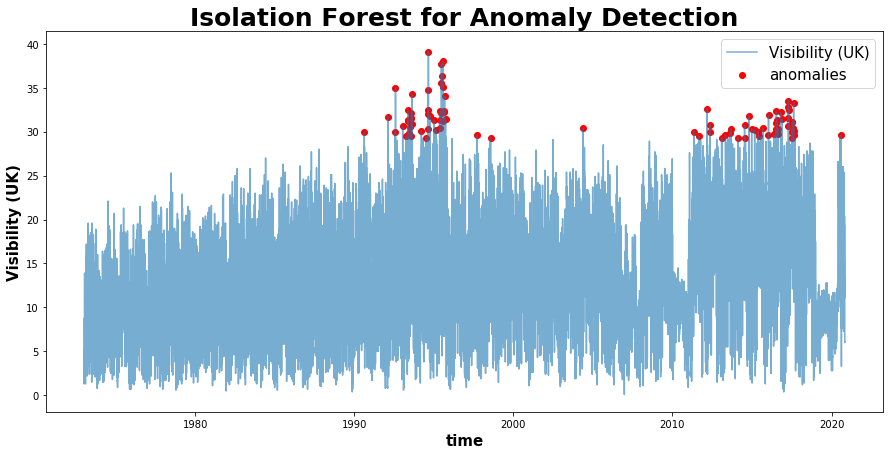 Isolation Forest for Anomaly Detection
Visibility (UK)
anomalies
Visibility (UK)
40
35
30
25
20
15
10
5
0
1980
1990
2000
2010
2020
time